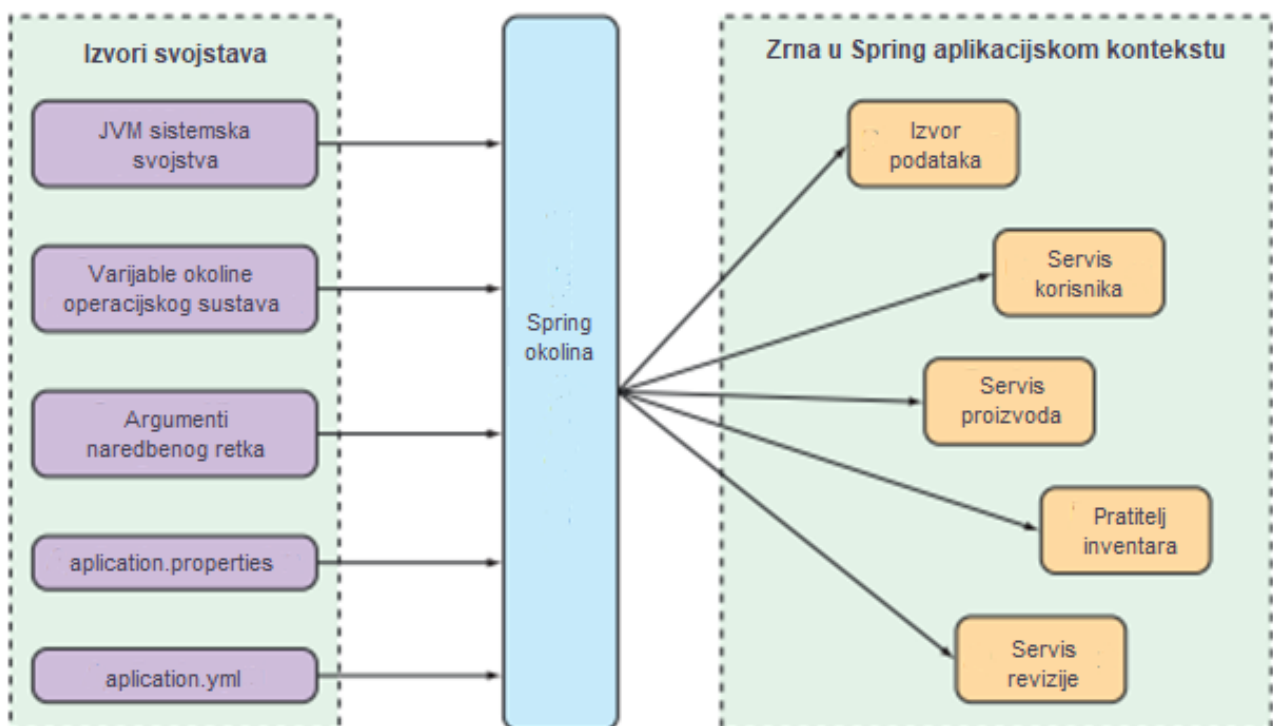 Izvori svojstava
JVM sistemska
svojstva
Varijable okoline
operacijskog sustava
Argumenti
naredbenog retka
aplication.properties
aplication.yml
Spring
okolina
Zrna u Spring aplikacijskom kontekstu
Izvor
podataka
Servis
korisnika
Servis
proizvoda
Pratitelj
inventara
Servis
revizije